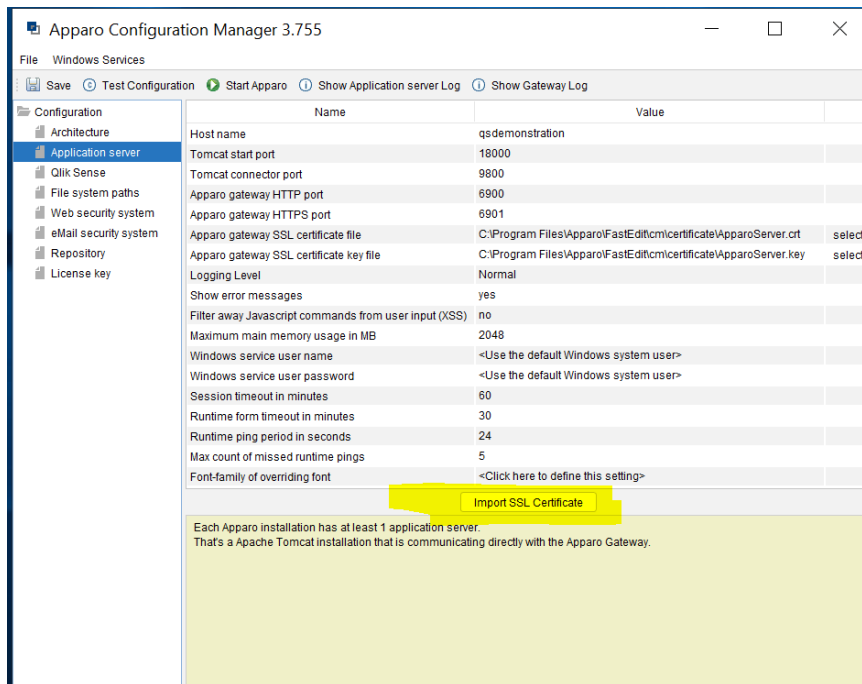 Apparo Configuration Manager 3.755
File Windows Services
Save Test Configuration Start Apparo Show Application server Log Show Gateway Log
Configuration
Architecture
Application server
Qlik Sense
File system paths
Web security system
eMail security system
Repository
License key
Name Value
Host name qsdemonstration
Tomcat start port 18000
Tomcat connector port 9800
Apparo gateway HTTP port 6900
Apparo gateway HTTPS port 6901
Apparo gateway SSL certificate file C:\Program Files\Apparo\FastEdit\cm\certificate\ApparoServer.crt select
Apparo gateway SSL certificate key file C:\Program Files\Apparo\FastEdit\cm\certificate\ApparoServer.key select
Logging Level Normal
Show error messages yes
Filter away Javascript commands from user input (XSS) no
Maximum main memory usage in MB 2048
Windows service user name <Use the default Windows system user>
Windows service user password <Use the default Windows system user>
Session timeout in minutes 60
Runtime form timeout in minutes 30
Runtime ping period in seconds 24
Max count of missed runtime pings 5
Font-family of overriding font <Click here to define this setting>
Import SSL Certificate
Each Apparo installation has at least 1 application server.
That's a Apache Tomcat installation that is communicating directly with the Apparo Gateway.